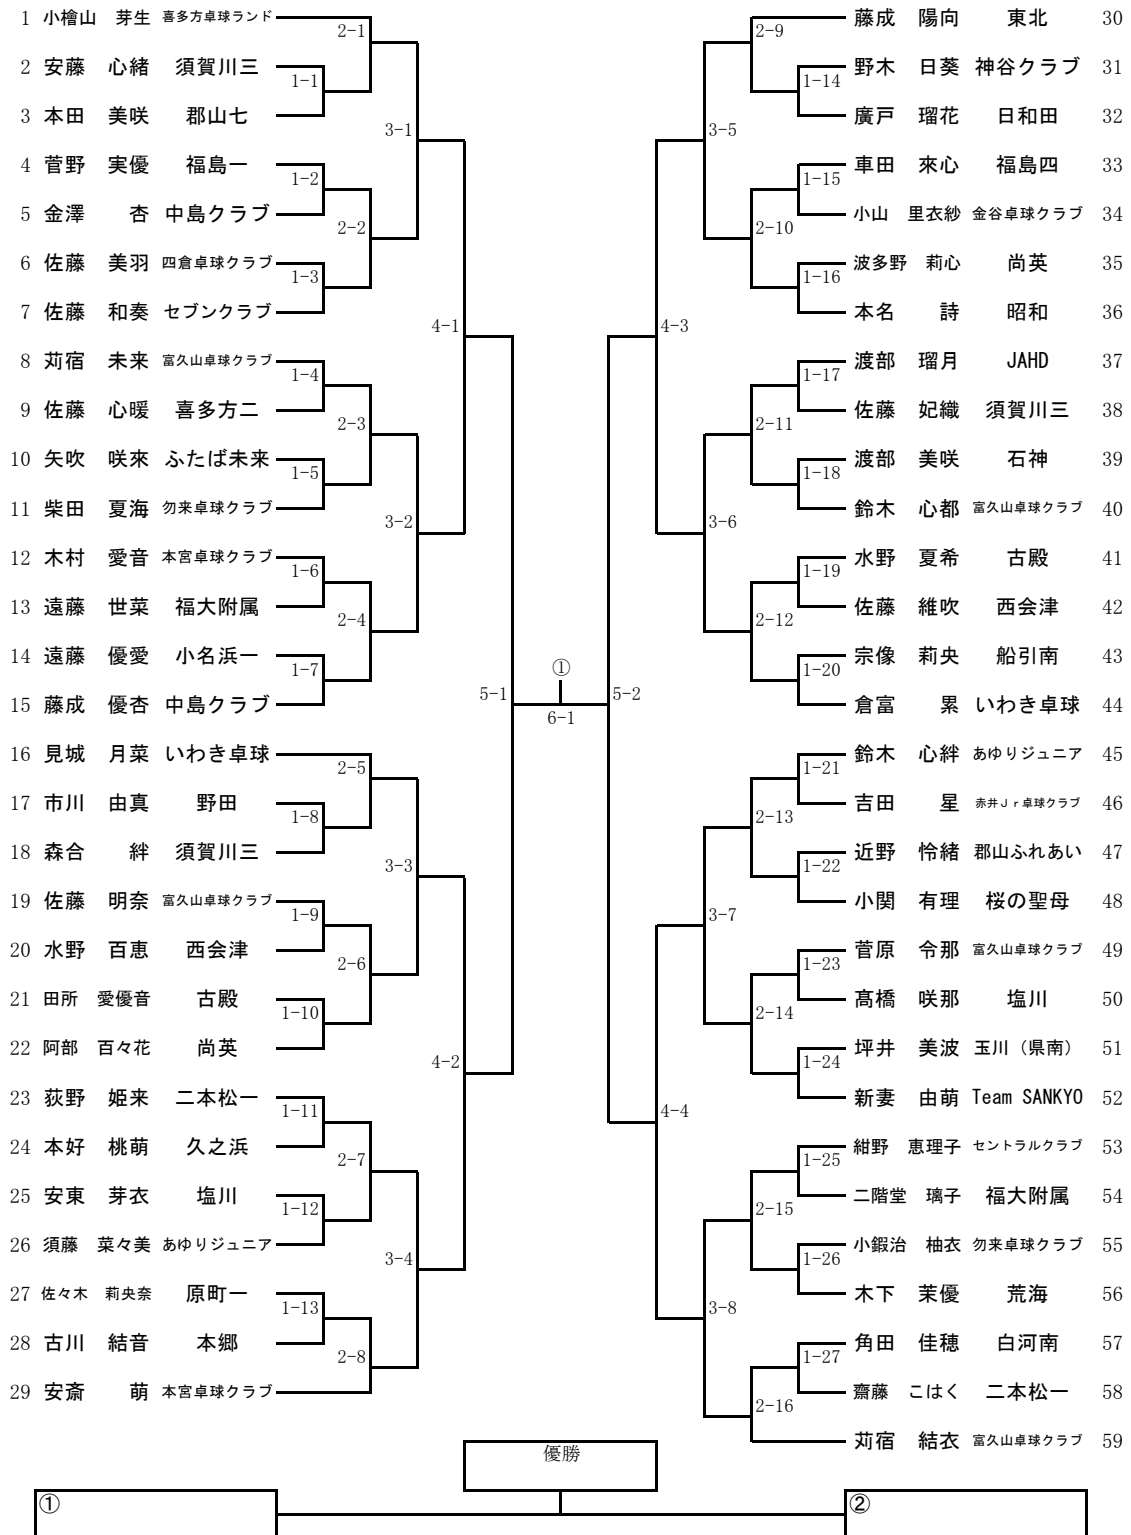 1 小檜山 芽生 喜多方卓球ランド
2 安藤 心緒 須賀川三
3 本田 美咲 郡山七
4 菅野 実優 福島一
5 金澤 杏 中島クラブ
6 佐藤 美羽 四倉卓球クラブ
7 佐藤 和奏 セブンクラブ
8 苅宿 未来 富久山卓球クラブ
9 佐藤 心暖 喜多方二
10 矢吹 咲來 ふたば未来
11 柴田 夏海 勿来卓球クラブ
12 木村 愛音 本宮卓球クラブ
13 遠藤 世菜 福大附属
14 遠藤 優愛 小名浜一
15 藤成 優杏 中島クラブ
16 見城 月菜 いわき卓球
17 市川 由真 野田
18 森合 絆 須賀川三
19 佐藤 明奈 富久山卓球クラブ
20 水野 百恵 西会津
21 田所 愛優音 古殿
22 阿部 百々花 尚英
23 荻野 姫来 二本松一
24 本好 桃萌 久之浜
25 安東 芽衣 塩川
26 須藤 菜々美 あゆりジュニア
27 佐々木 莉央奈 原町一
28 古川 結音 本郷
29 安斎 萌 本宮卓球クラブ
1-1
1-2
1-3
1-4
1-5
1-6
1-7
1-8
1-9
1-10
1-11
1-12
1-13
2-1
2-2
2-3
2-4
2-5
2-6
2-7
2-8
3-1
3-2
3-3
3-4
4-1
4-2
5-1
①
6-1
5-2
4-3
4-4
3-5
3-6
3-7
3-8
2-9
2-10
2-11
2-12
2-13
2-14
2-15
2-16
1-14
1-15
1-16
1-17
1-18
1-19
1-20
1-21
1-22
1-23
1-24
1-25
1-26
1-27
藤成 陽向 東北 30
野木 日葵 神谷クラブ 31
廣戸 瑠花 日和田 32
車田 來心 福島四 33
小山 里衣紗 金谷卓球クラブ 34
波多野 莉心 尚英 35
本名 詩 昭和 36
渡部 瑠月 JAHD 37
佐藤 妃織 須賀川三 38
渡部 美咲 石神 39
鈴木 心都 富久山卓球クラブ 40
水野 夏希 古殿 41
佐藤 維吹 西会津 42
宗像 莉央 船引南 43
倉富 累 いわき卓球 44
鈴木 心絆 あゆりジュニア 45
吉田 星 赤井Jr卓球クラブ 46
近野 怜緒 郡山ふれあい 47
小関 有理 桜の聖母 48
菅原 令那 富久山卓球クラブ 49
髙橋 咲那 塩川 50
坪井 美波 玉川（県南） 51
新妻 由萌 Team SANKYO 52
紺野 恵理子 セントラルクラブ 53
二階堂 璃子 福大附属 54
小鍜治 柚衣 勿来卓球クラブ 55
木下 茉優 荒海 56
角田 佳穂 白河南 57
齋藤 こはく 二本松一 58
苅宿 結衣 富久山卓球クラブ 59
優勝
①
②